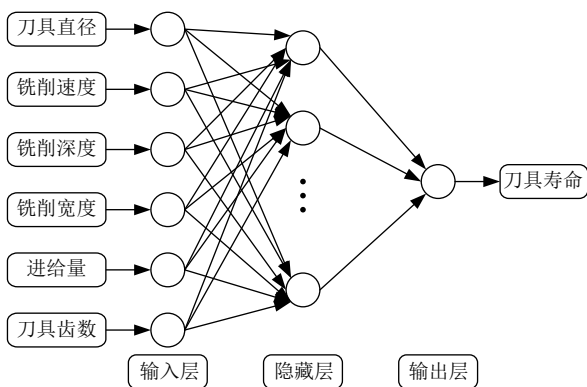 刀具直径
铣削速度
铣削深度
铣削宽度
进给量
刀具齿数
刀具寿命
输入层
隐藏层
输出层